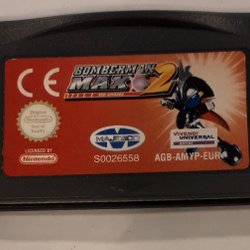 CE
BOMBERMAN
MAX 2
Original
Nintendo
Seal of
Quality
LICENSED BY
Nintendo
MAJESCO
S0026558
VIVENDI
UNIVERSAL
AGB-AMYP-EUR